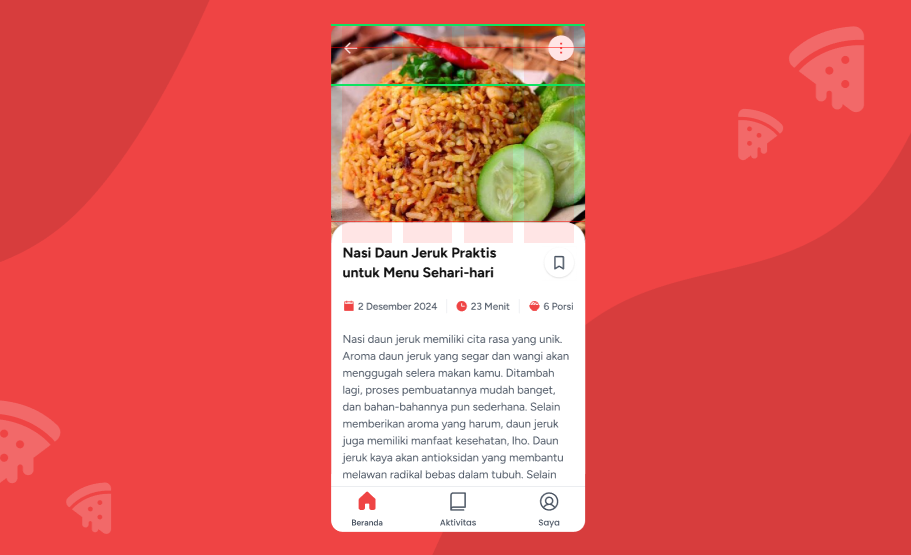 Nasi Daun Jeruk Praktis
untuk Menu Sehari-hari
2 Desember 2024 23 Menit 6 Porsi
Nasi daun jeruk memiliki cita rasa yang unik.
Aroma daun jeruk yang segar dan wangi akan
menggugah selera makan kamu. Ditambah
lagi, proses pembuatannya mudah banget,
dan bahan-bahannya pun sederhana. Selain
memberikan aroma yang harum, daun jeruk
juga memiliki manfaat kesehatan, lho. Daun
jeruk kaya akan antioksidan yang membantu
melawan radikal bebas dalam tubuh. Selain
Beranda Aktivitas Saya